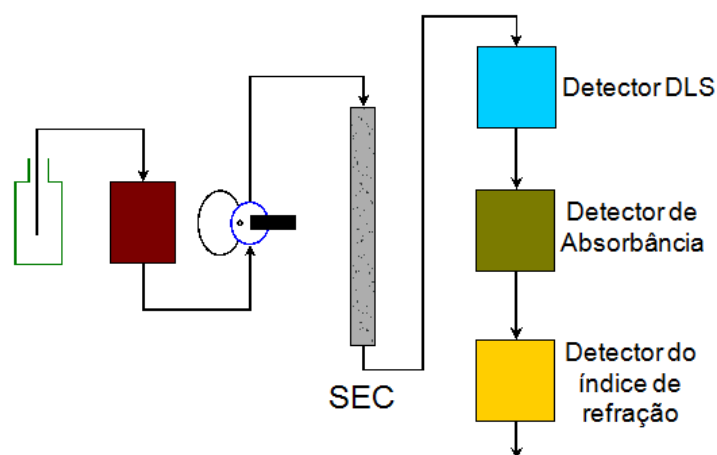 Detector DLS
Detector de
Absorbância
Detector do
índice de
refração
SEC